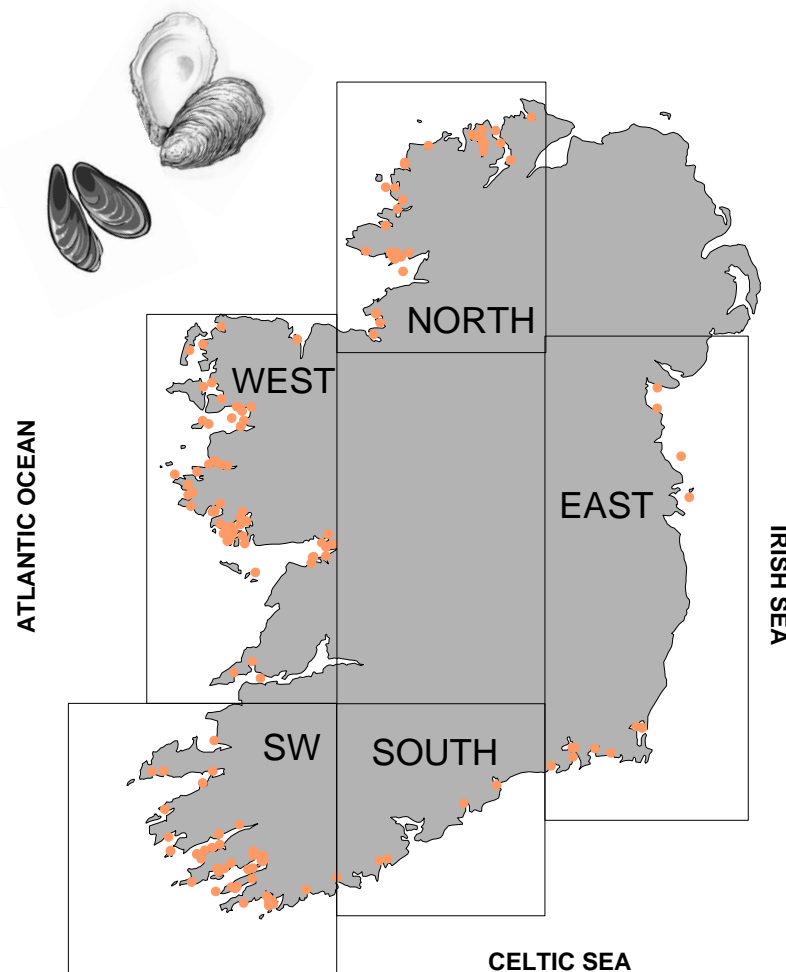 NORTH
WEST
ATLANTIC OCEAN
EAST
IRISH SEA
SW
SOUTH
CELTIC SEA